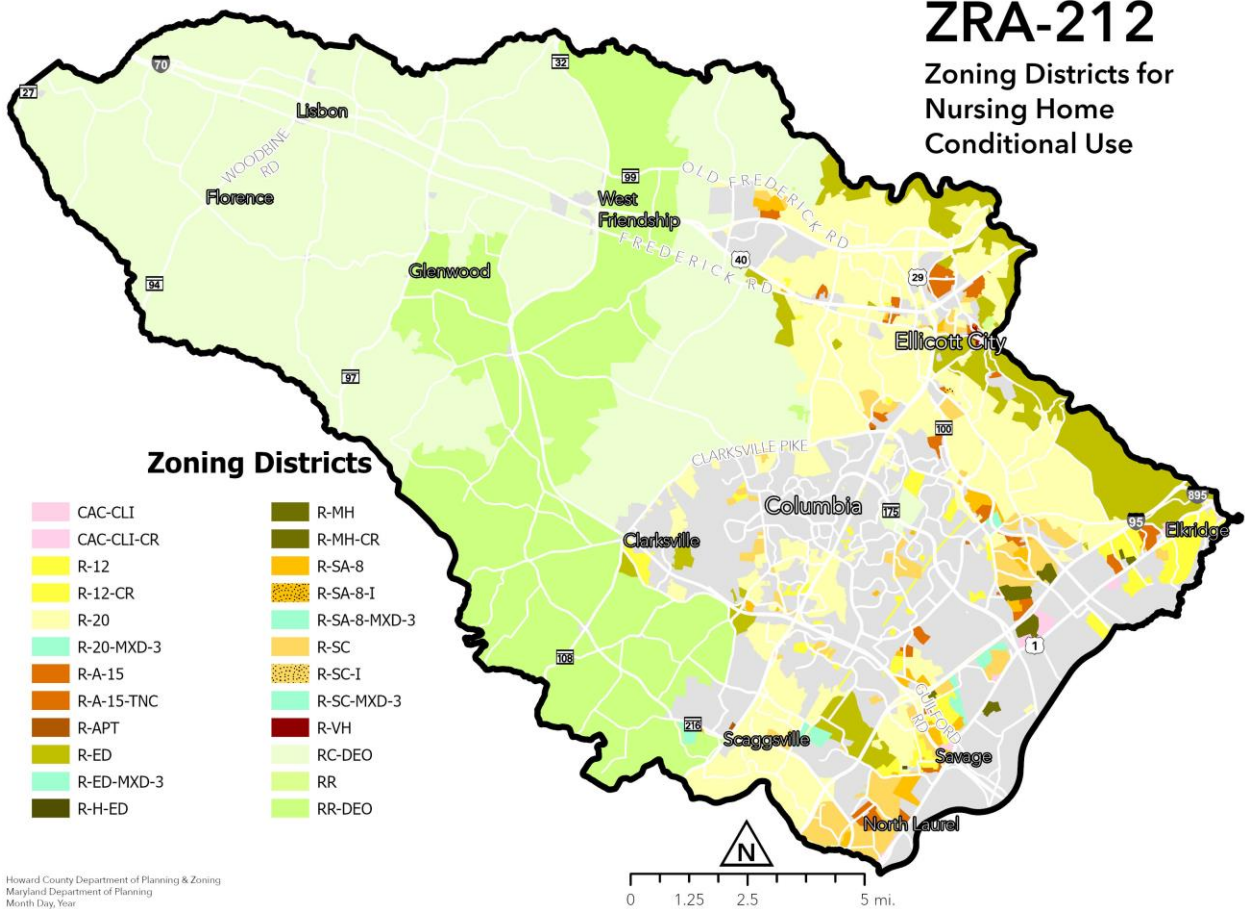 ZRA-212
Zoning Districts for
Nursing Home
Conditional Use
70
32
27
Lisbon
WOODBINE
RD
99
OLD FREDERICK RD
Florence
West
Friendship
FREDERICK RD
40
Glenwood
29
94
Ellicott City
97
100
CLARKSVILLE PIKE
Columbia
175
895
95
Elkridge
Clarksville
1
108
216
GUILFORD
RD
Scaggsville
Savage
North Laurel
Zoning Districts
CAC-CLI
CAC-CLI-CR
R-12
R-12-CR
R-20
R-20-MXD-3
R-A-15
R-A-15-TNC
R-APT
R-ED
R-ED-MXD-3
R-H-ED
R-MH
R-MH-CR
R-SA-8
R-SA-8-I
R-SA-8-MXD-3
R-SC
R-SC-I
R-SC-MXD-3
R-VH
RC-DEO
RR
RR-DEO
N
0 1.25 2.5 5 mi.
Howard County Department of Planning & Zoning
Maryland Department of Planning
Month Day, Year